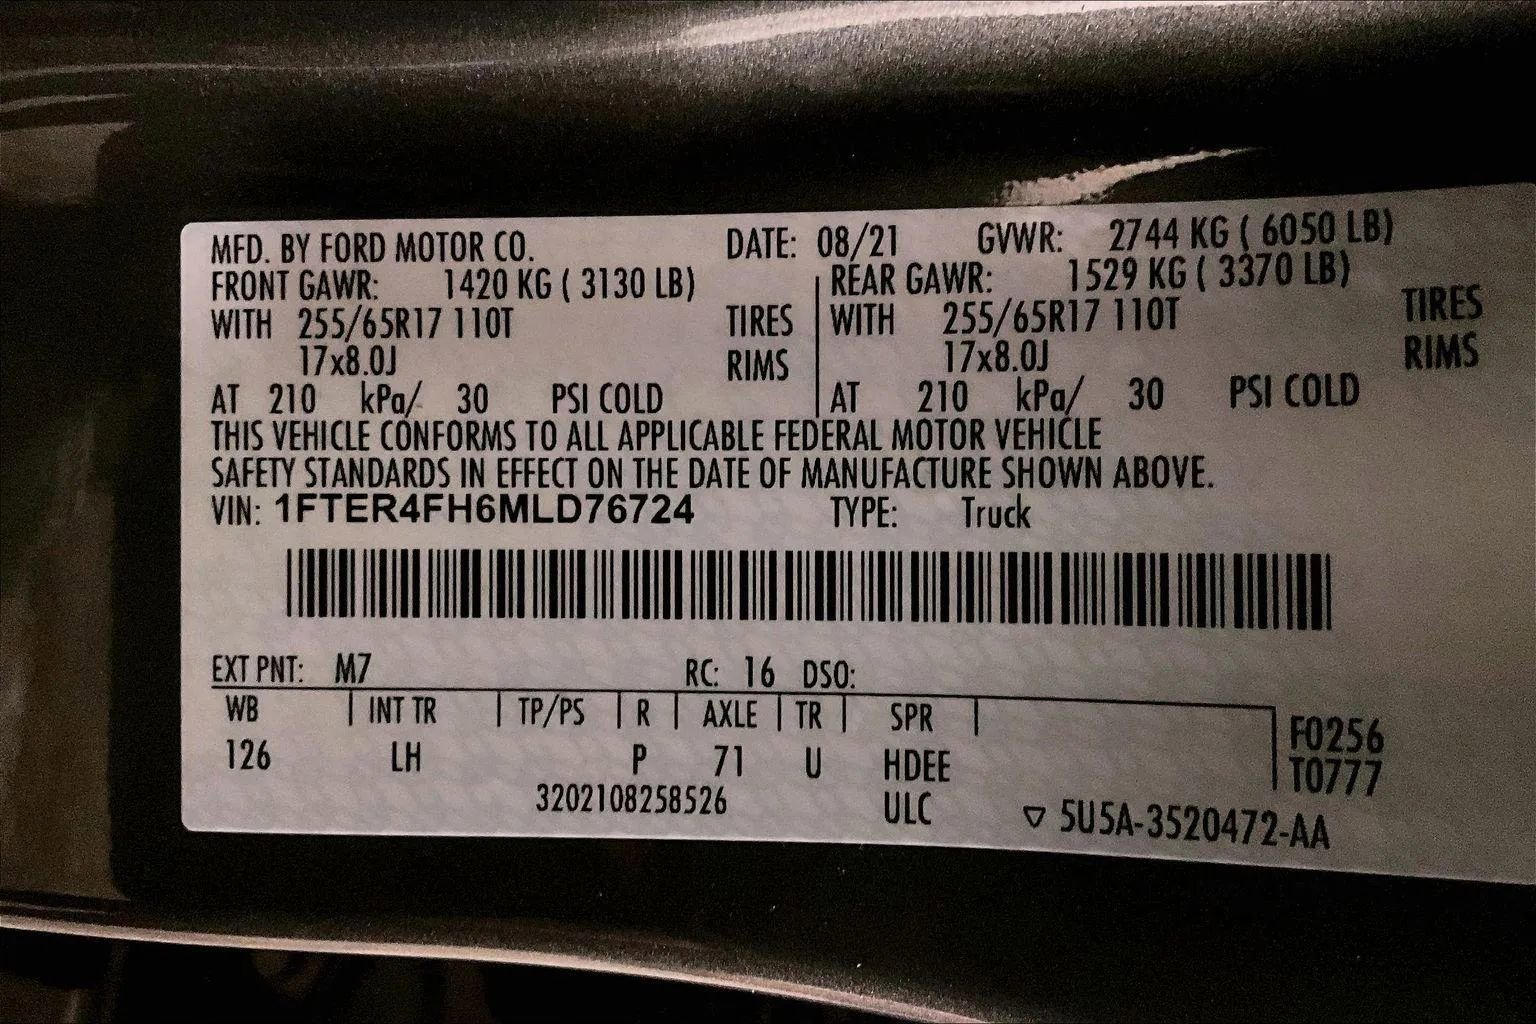 MFD. BY FORD MOTOR CO. DATE: 08/21 GVWR: 2744 KG ( 6050 LB)
FRONT GAWR: 1420 KG ( 3130 LB) REAR GAWR: 1529 KG ( 3370 LB)
WITH 255/65R17 110T TIRES WITH 255/65R17 110T TIRES
17x8.0J RIMS 17x8.0J RIMS
AT 210 kPa/ 30 PSI COLD AT 210 kPa/ 30 PSI COLD
THIS VEHICLE CONFORMS TO ALL APPLICABLE FEDERAL MOTOR VEHICLE
SAFETY STANDARDS IN EFFECT ON THE DATE OF MANUFACTURE SHOWN ABOVE.
VIN: 1FTER4FH6MLD76724 TYPE: Truck
EXT PNT: M7 RC: 16 DSO:
WB INT TR TP/PS R AXLE TR SPR F0256
126 LH P 71 U HDEE T0777
3202108258526 ULC ▽ 5U5A-3520472-AA